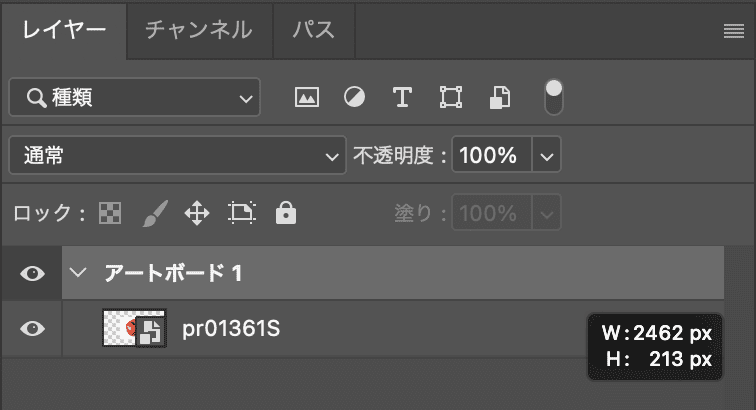 レイヤー チャンネル パス
種類
通常 不透明度 : 100%
ロック : 塗り : 100%
アートボード 1
pr01361S
W : 2462 px
H : 213 px